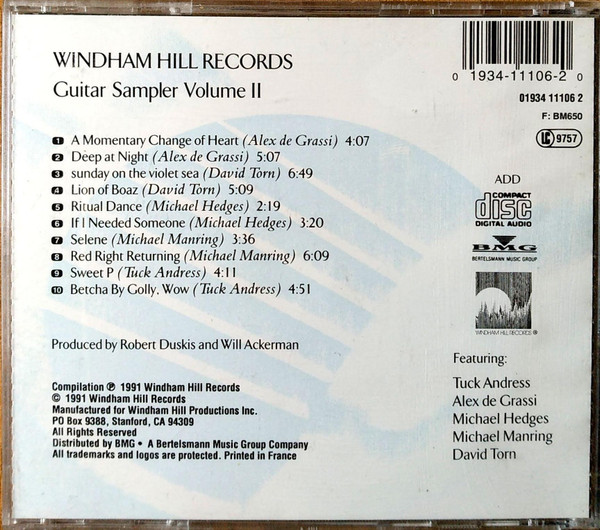 WINDHAM HILL RECORDS
Guitar Sampler Volume II
0 1934-11106-2 0
01934 11106 2
F: BM650
LC 9757
1 A Momentary Change of Heart (Alex de Grassi) 4:07
2 Deep at Night (Alex de Grassi) 5:07
3 sunday on the violet sea (David Torn) 6:49
4 Lion of Boaz (David Torn) 5:09
5 Ritual Dance (Michael Hedges) 2:19
6 If I Needed Someone (Michael Hedges) 3:20
7 Selene (Michael Manring) 3:36
8 Red Right Returning (Michael Manring) 6:09
9 Sweet P (Tuck Andress) 4:11
10 Betcha By Golly, Wow (Tuck Andress) 4:51
ADD
COMPACT
disc
DIGITAL AUDIO
BMG
BERTELSMANN MUSIC GROUP
WINDHAM HILL RECORDS ®
Produced by Robert Duskis and Will Ackerman
Compilation ℗ 1991 Windham Hill Records
© 1991 Windham Hill Records
Manufactured for Windham Hill Productions Inc.
PO Box 9388, Stanford, CA 94309
All Rights Reserved
Distributed by BMG • A Bertelsmann Music Group Company
All trademarks and logos are protected. Printed in France
Featuring:
Tuck Andress
Alex de Grassi
Michael Hedges
Michael Manring
David Torn